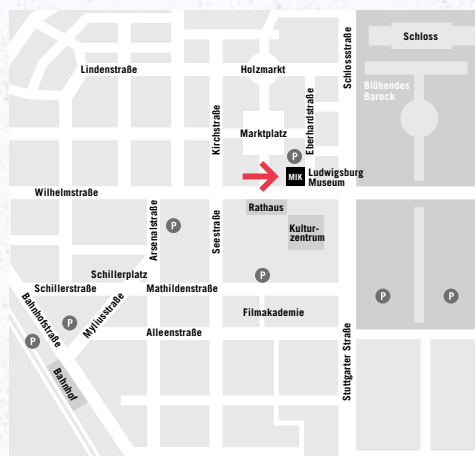 Schloss
Schlossstraße
Lindenstraße
Holzmarkt
Blühendes
Barock
Kirchstraße
Marktplatz
Eberhardstraße
P
MIK
Ludwigsburg
Museum
Wilhelmstraße
Rathaus
P
Arsenalstraße
Seestraße
Kultur-
zentrum
Schillerplatz
P
Schillerstraße
Mathildenstraße
P
P
Bahnhofstraße
P
Myliusstraße
Filmakademie
Alleenstraße
P
Stuttgarter Straße
Bahnhof